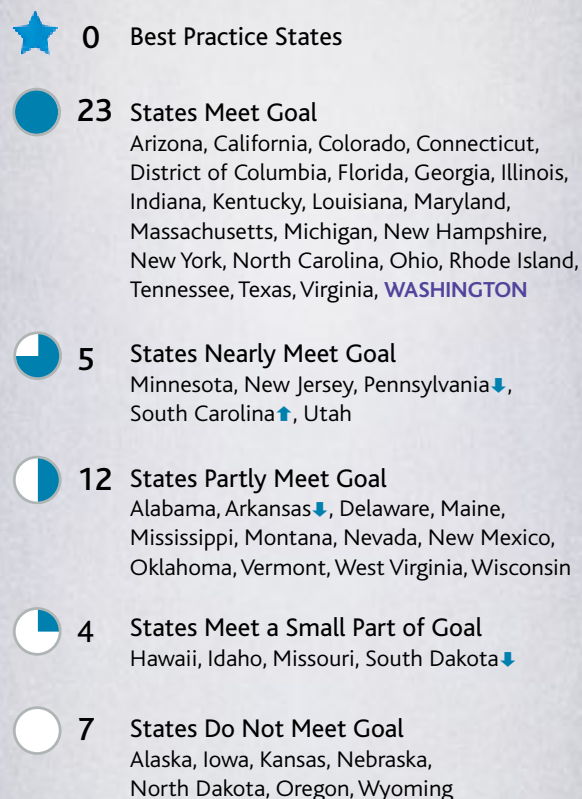 0 Best Practice States
23 States Meet Goal
Arizona, California, Colorado, Connecticut,
District of Columbia, Florida, Georgia, Illinois,
Indiana, Kentucky, Louisiana, Maryland,
Massachusetts, Michigan, New Hampshire,
New York, North Carolina, Ohio, Rhode Island,
Tennessee, Texas, Virginia, WASHINGTON
5 States Nearly Meet Goal
Minnesota, New Jersey, Pennsylvania⬇,
South Carolina⬆, Utah
12 States Partly Meet Goal
Alabama, Arkansas⬇, Delaware, Maine,
Mississippi, Montana, Nevada, New Mexico,
Oklahoma, Vermont, West Virginia, Wisconsin
4 States Meet a Small Part of Goal
Hawaii, Idaho, Missouri, South Dakota⬇
7 States Do Not Meet Goal
Alaska, Iowa, Kansas, Nebraska,
North Dakota, Oregon, Wyoming